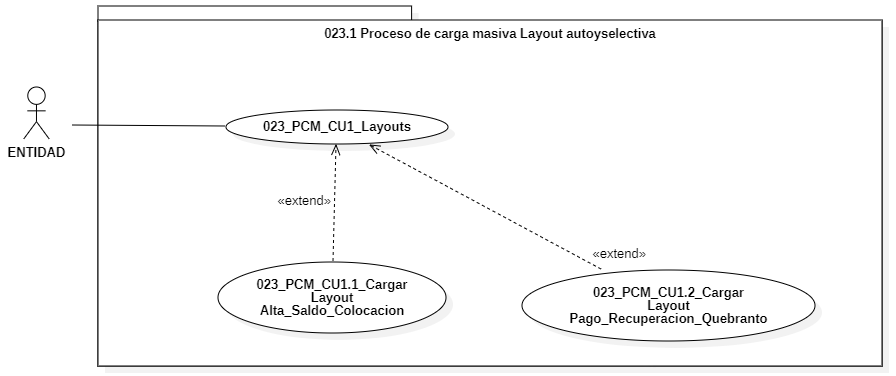 023.1 Proceso de carga masiva Layout autoyselectiva
ENTIDAD
023_PCM_CU1_Layouts
«extend»
«extend»
023_PCM_CU1.1_Cargar
Layout
Alta_Saldo_Colocacion
023_PCM_CU1.2_Cargar
Layout
Pago_Recuperacion_Quebranto